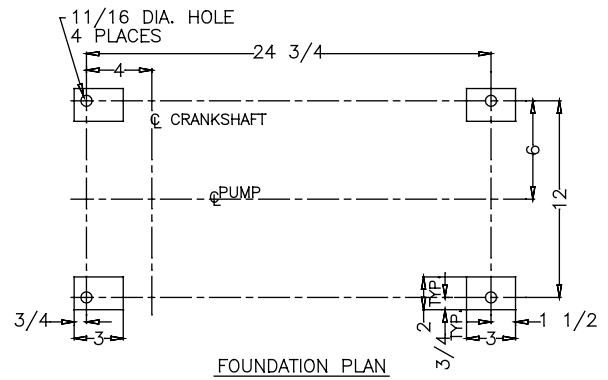 11/16 DIA. HOLE
4 PLACES
24 3/4
4
℄ CRANKSHAFT
6
12
℄ PUMP
TYP.
2
3/4
TYP.
3/4
3
3
1 1/2
FOUNDATION PLAN